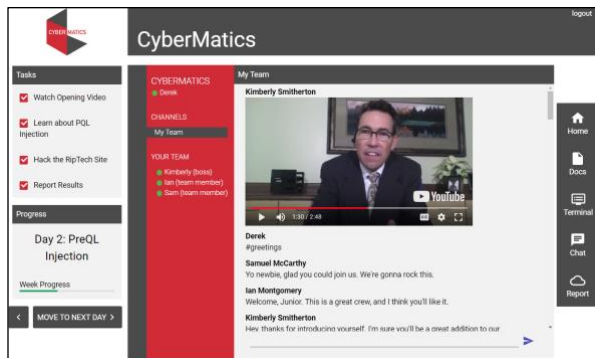 logout
CYBERMATICS
CyberMatics
Tasks
Watch Opening Video
Learn about PQL
Injection
Hack the RipTech Site
Report Results
Progress
Day 2: PreQL
Injection
Week Progress
< MOVE TO NEXT DAY >
CYBERMATICS
Derek
CHANNELS
My Team
YOUR TEAM
Kimberly (boss)
Ian (team member)
Sam (team member)
My Team
Kimberly Smitherton
YouTube
1:30 / 2:48
Derek
#greetings
Samuel McCarthy
Yo newbie, glad you could join us. We're gonna rock this.
Ian Montgomery
Welcome, Junior. This is a great crew, and I think you'll like it.
Kimberly Smitherton
Hey, thanks for introducing yourself. I'm sure you'll be a great addition to our
Home
Docs
Terminal
Chat
Report